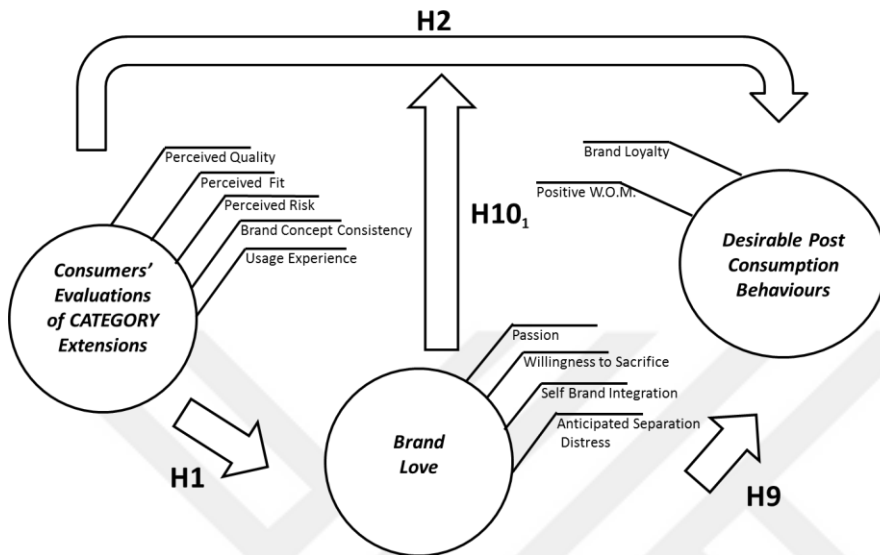 H2
Perceived Quality
Perceived Fit
Perceived Risk
Brand Concept Consistency
Usage Experience
Consumers’
Evaluations
of CATEGORY
Extensions
H1
H10₁
Brand Loyalty
Positive W.O.M.
Desirable Post
Consumption
Behaviours
Passion
Willingness to Sacrifice
Self Brand Integration
Anticipated Separation
Distress
Brand
Love
H9